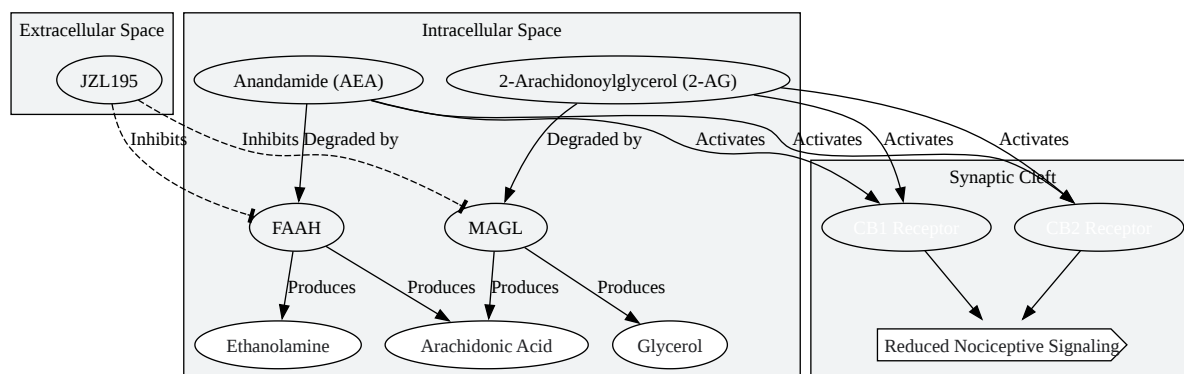 Extracellular Space
Intracellular Space
JZL195
Anandamide (AEA)
2-Arachidonoylglycerol (2-AG)
Inhibits
Inhibits
Degraded by
Degraded by
Activates
Activates
Activates
Activates
Synaptic Cleft
FAAH
MAGL
CB1 Receptor
CB2 Receptor
Produces
Produces
Produces
Produces
Ethanolamine
Arachidonic Acid
Glycerol
Reduced Nociceptive Signaling